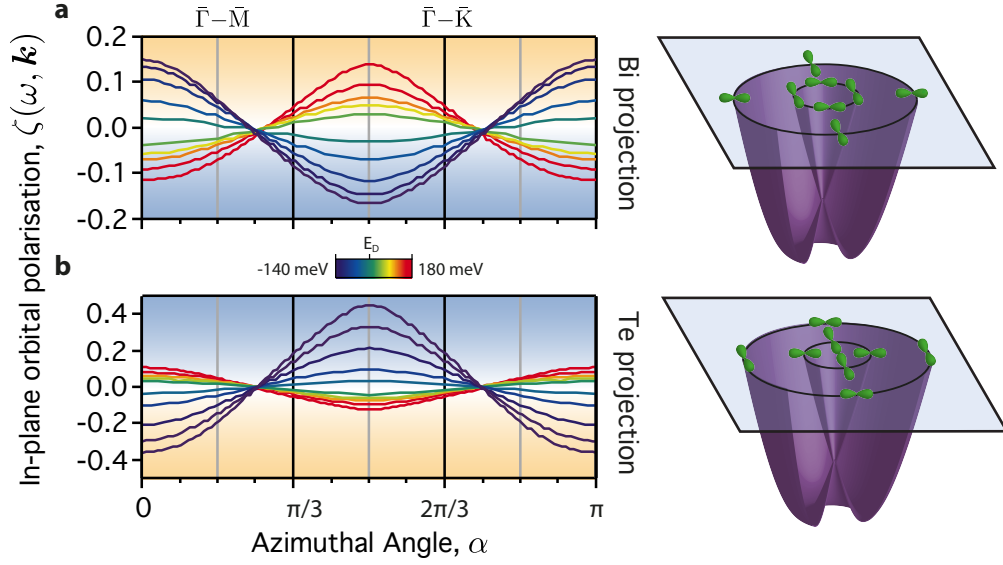 a
Γ̄−M̄
Γ̄−K̄
In-plane orbital polarisation, ζ(ω, k)
0.2
0.1
0.0
-0.1
-0.2
Bi projection
E_D
-140 meV
180 meV
b
0.4
0.2
0.0
-0.2
-0.4
Te projection
0
π/3
2π/3
π
Azimuthal Angle, α